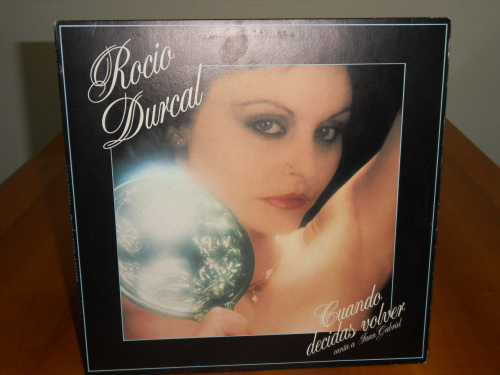 Rocio
Durcal
Cuando
decidas volver
canta a Juan Gabriel